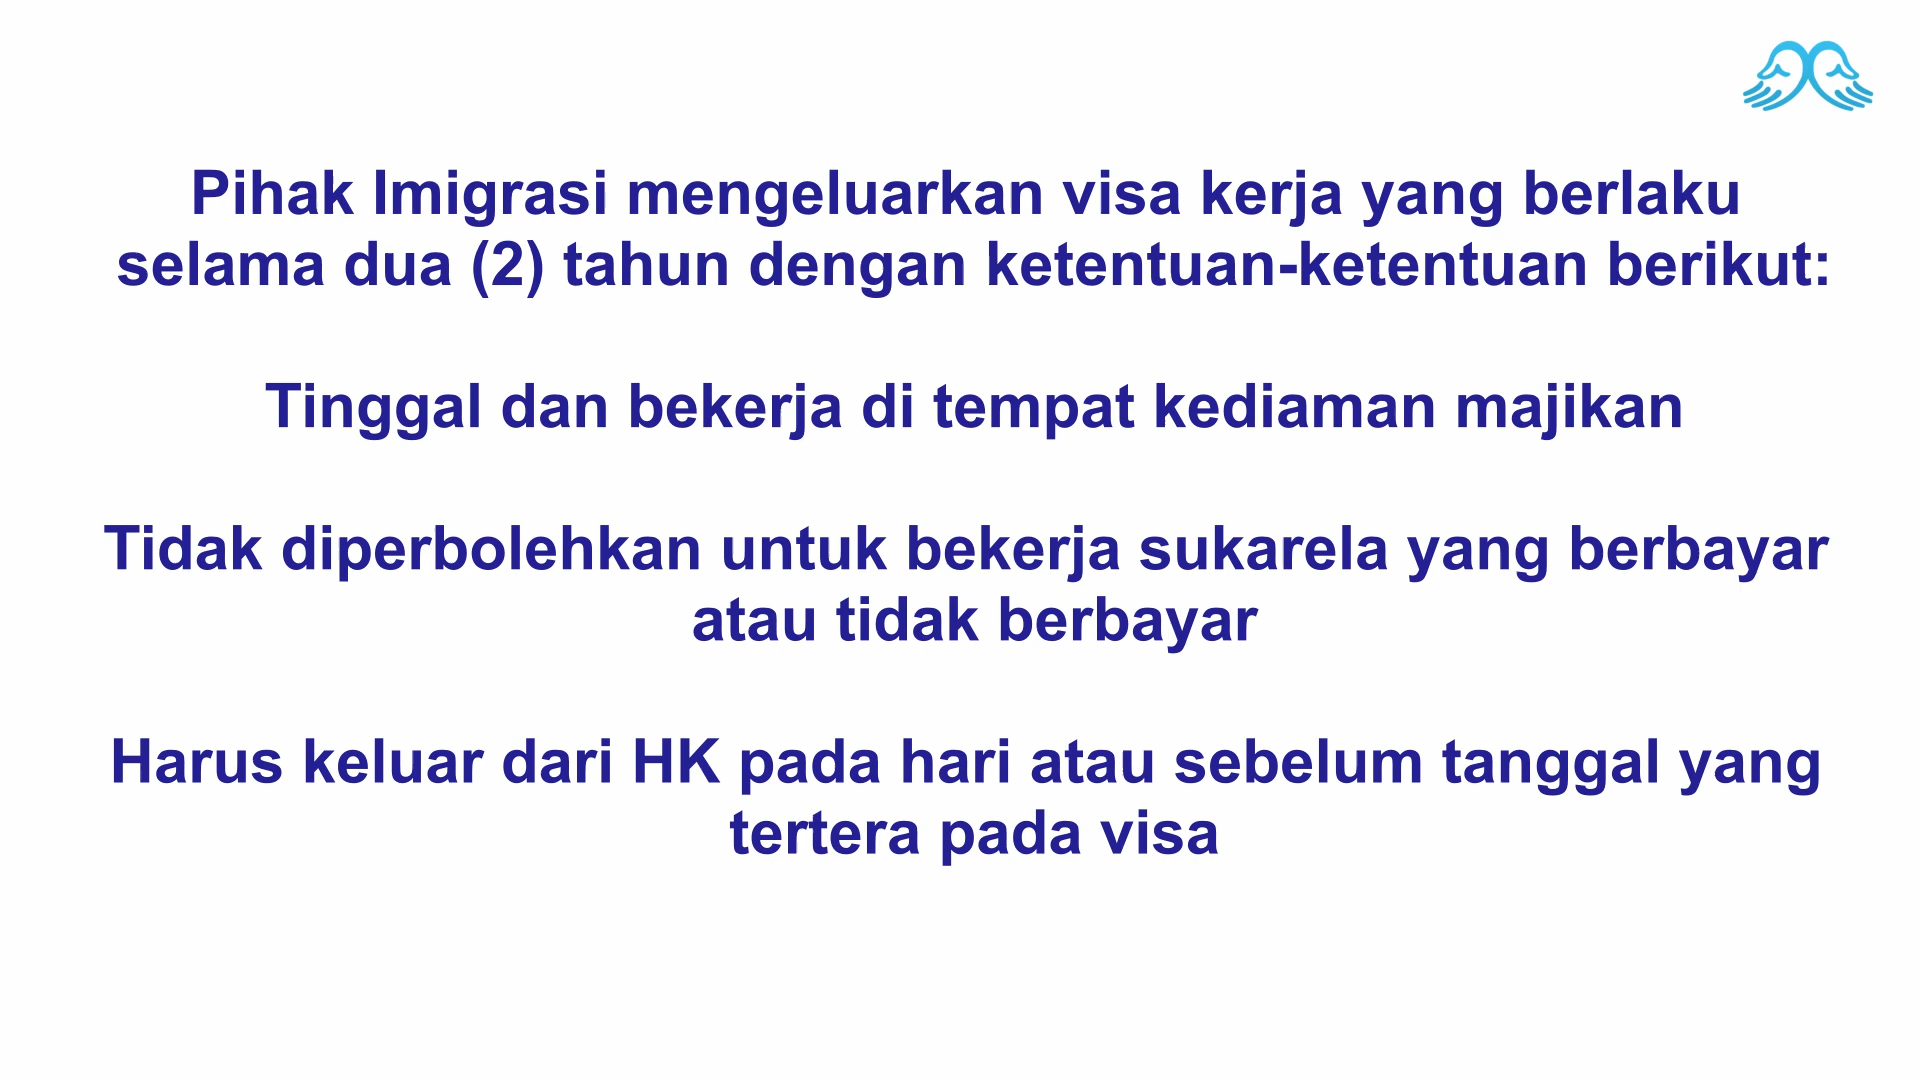 Pihak Imigrasi mengeluarkan visa kerja yang berlaku
selama dua (2) tahun dengan ketentuan-ketentuan berikut:
Tinggal dan bekerja di tempat kediaman majikan
Tidak diperbolehkan untuk bekerja sukarela yang berbayar
atau tidak berbayar
Harus keluar dari HK pada hari atau sebelum tanggal yang
tertera pada visa